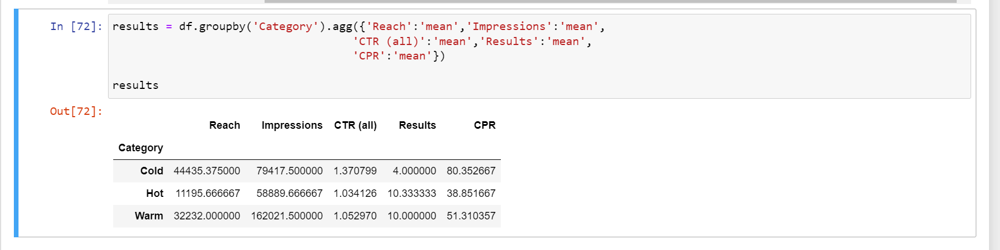 In [72]: results = df.groupby('Category').agg({'Reach':'mean','Impressions':'mean',
'CTR (all)':'mean','Results':'mean',
'CPR':'mean'})
results
Out[72]:
Reach Impressions CTR (all) Results CPR
Category
Cold 44435.375000 79417.500000 1.370799 4.000000 80.352667
Hot 11195.666667 58889.666667 1.034126 10.333333 38.851667
Warm 32232.000000 162021.500000 1.052970 10.000000 51.310357